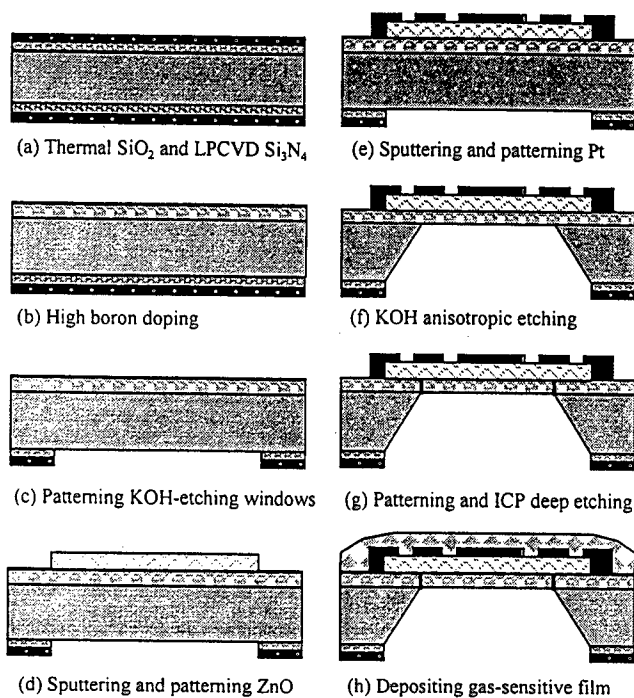 (a) Thermal SiO₂ and LPCVD Si₃N₄
(b) High boron doping
(c) Patterning KOH-etching windows
(d) Sputtering and patterning ZnO
(e) Sputtering and patterning Pt
(f) KOH anisotropic etching
(g) Patterning and ICP deep etching
(h) Depositing gas-sensitive film